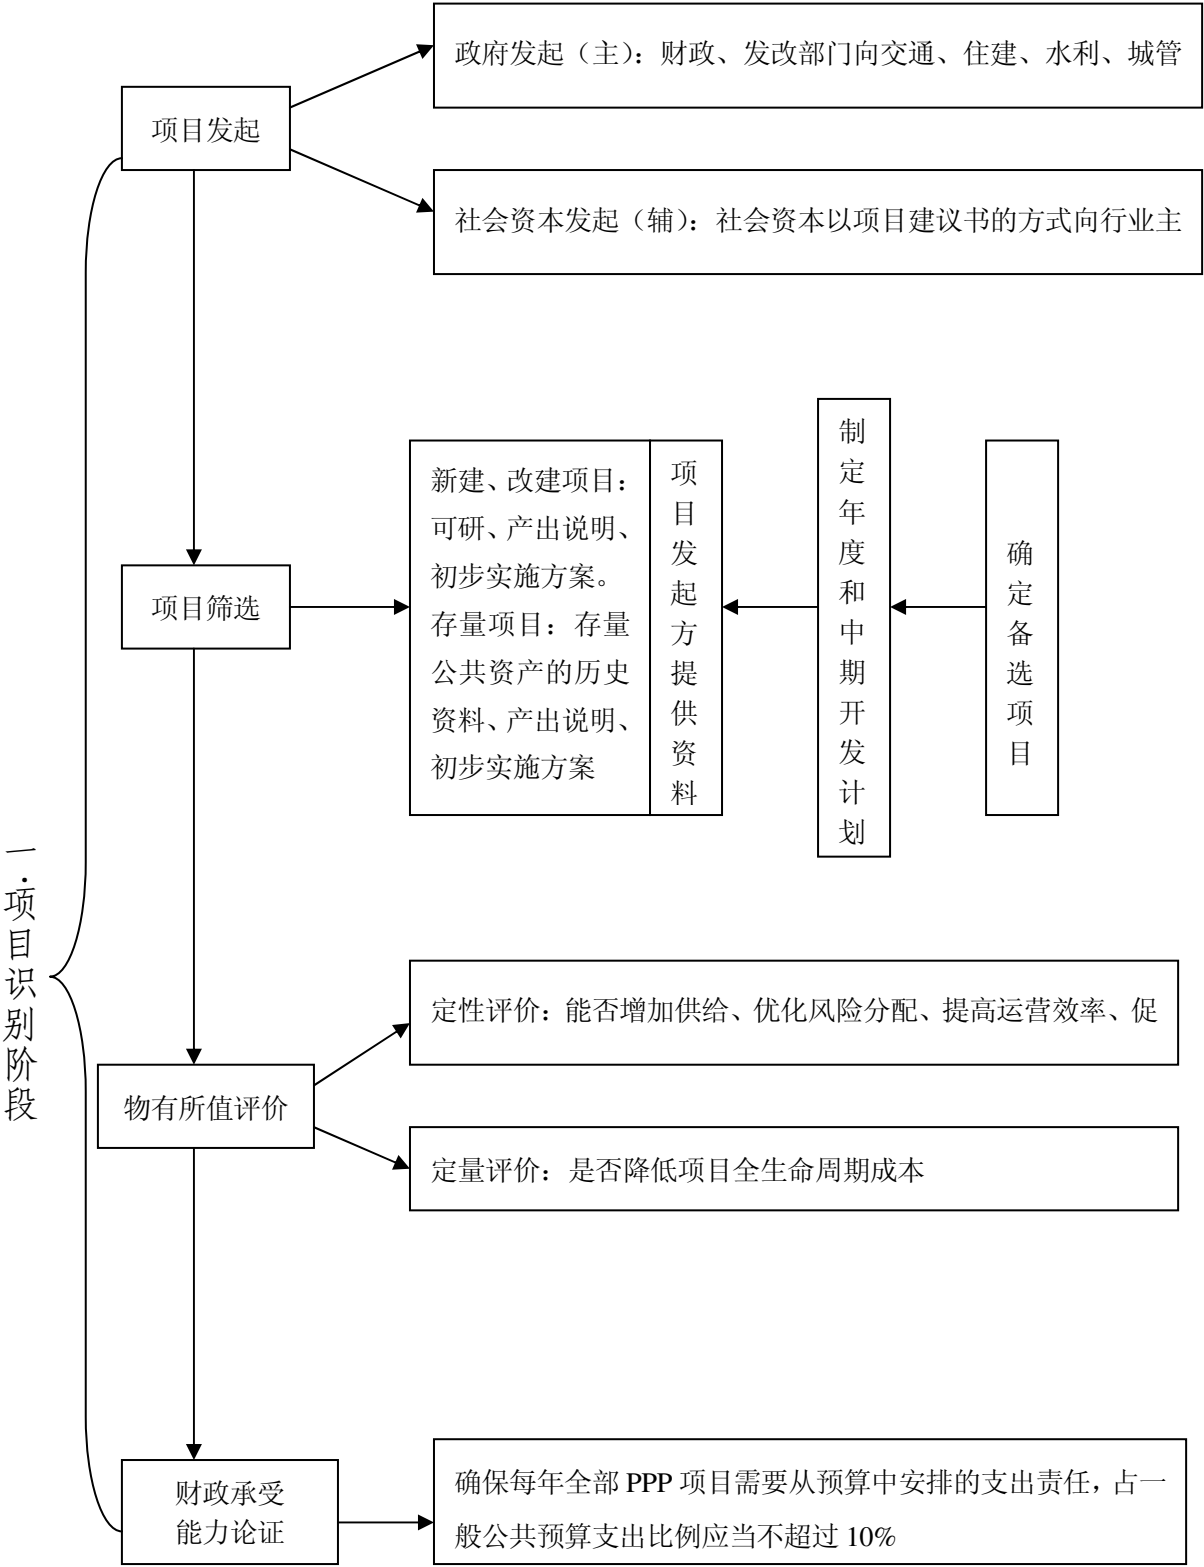 政府发起（主）：财政、发改部门向交通、住建、水利、城管
项目发起
社会资本发起（辅）：社会资本以项目建议书的方式向行业主
新建、改建项目：
可研、产出说明、
初步实施方案。
存量项目：存量
公共资产的历史
资料、产出说明、
初步实施方案
项目发起方提供资料
制定年度和中期开发计划
确定备选项目
项目筛选
一.项目识别阶段
定性评价：能否增加供给、优化风险分配、提高运营效率、促
物有所值评价
定量评价：是否降低项目全生命周期成本
财政承受
能力论证
确保每年全部 PPP 项目需要从预算中安排的支出责任，占一
般公共预算支出比例应当不超过 10%